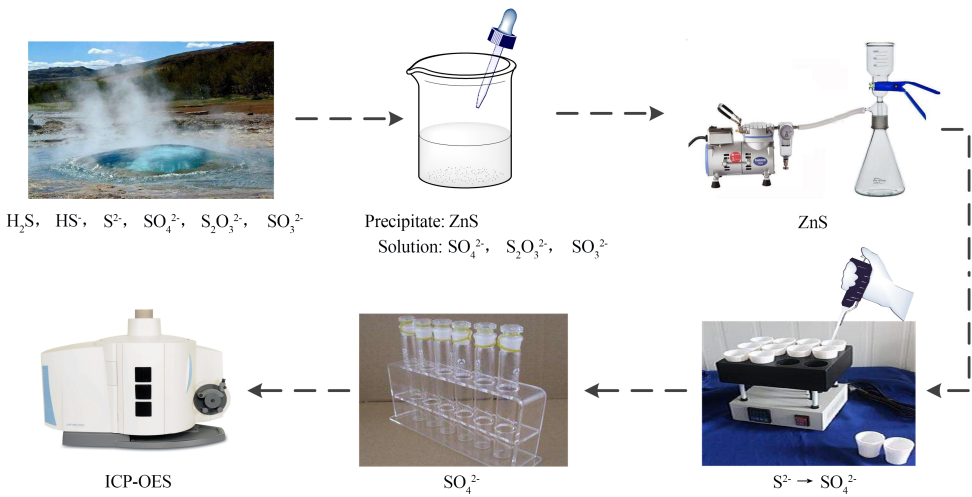 H₂S, HS⁻, S²⁻, SO₄²⁻, S₂O₃²⁻, SO₃²⁻
Precipitate: ZnS
Solution: SO₄²⁻, S₂O₃²⁻, SO₃²⁻
ZnS
S²⁻ → SO₄²⁻
SO₄²⁻
ICP-OES